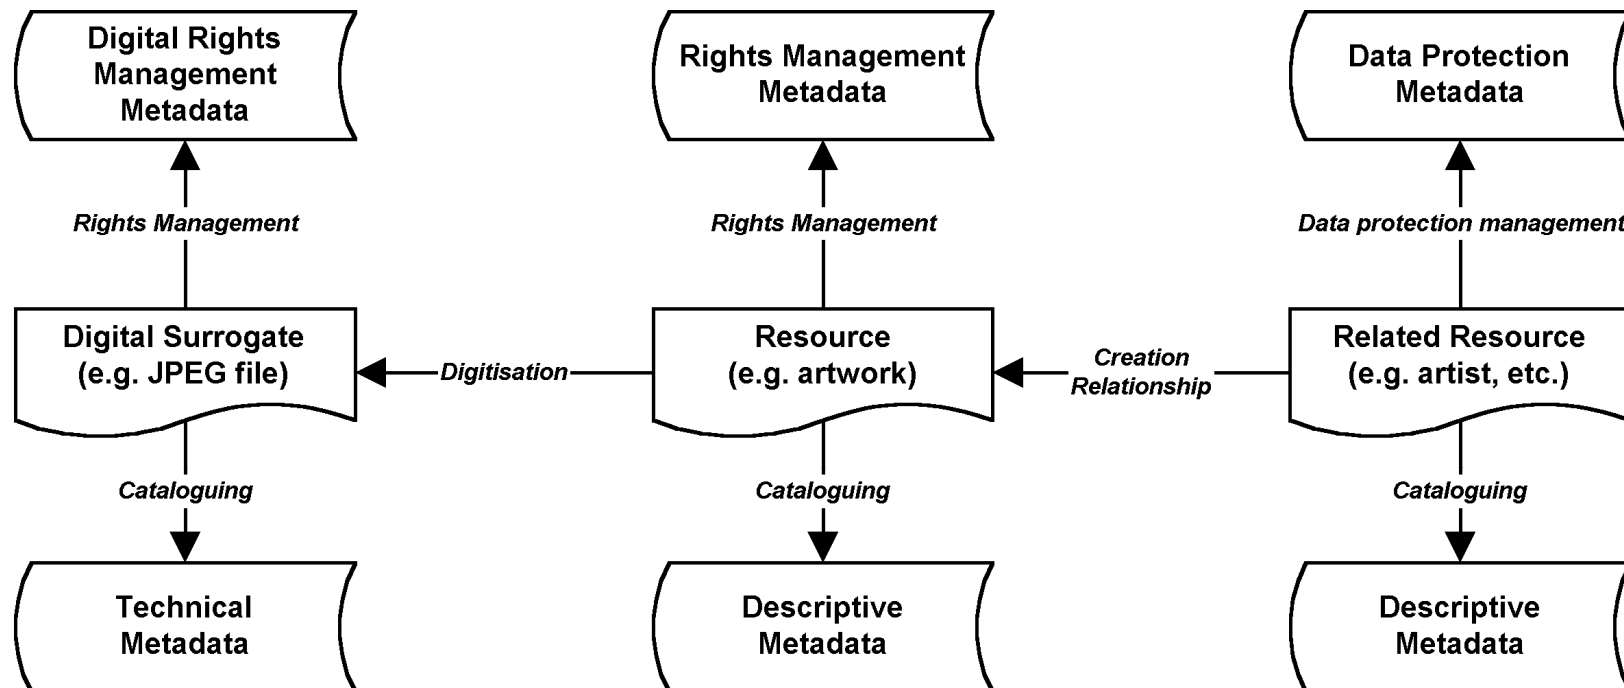 Digital Rights
Management
Metadata
Rights Management
Metadata
Data Protection
Metadata
Rights Management
Rights Management
Data protection management
Digital Surrogate
(e.g. JPEG file)
Digitisation
Resource
(e.g. artwork)
Creation
Relationship
Related Resource
(e.g. artist, etc.)
Cataloguing
Cataloguing
Cataloguing
Technical
Metadata
Descriptive
Metadata
Descriptive
Metadata